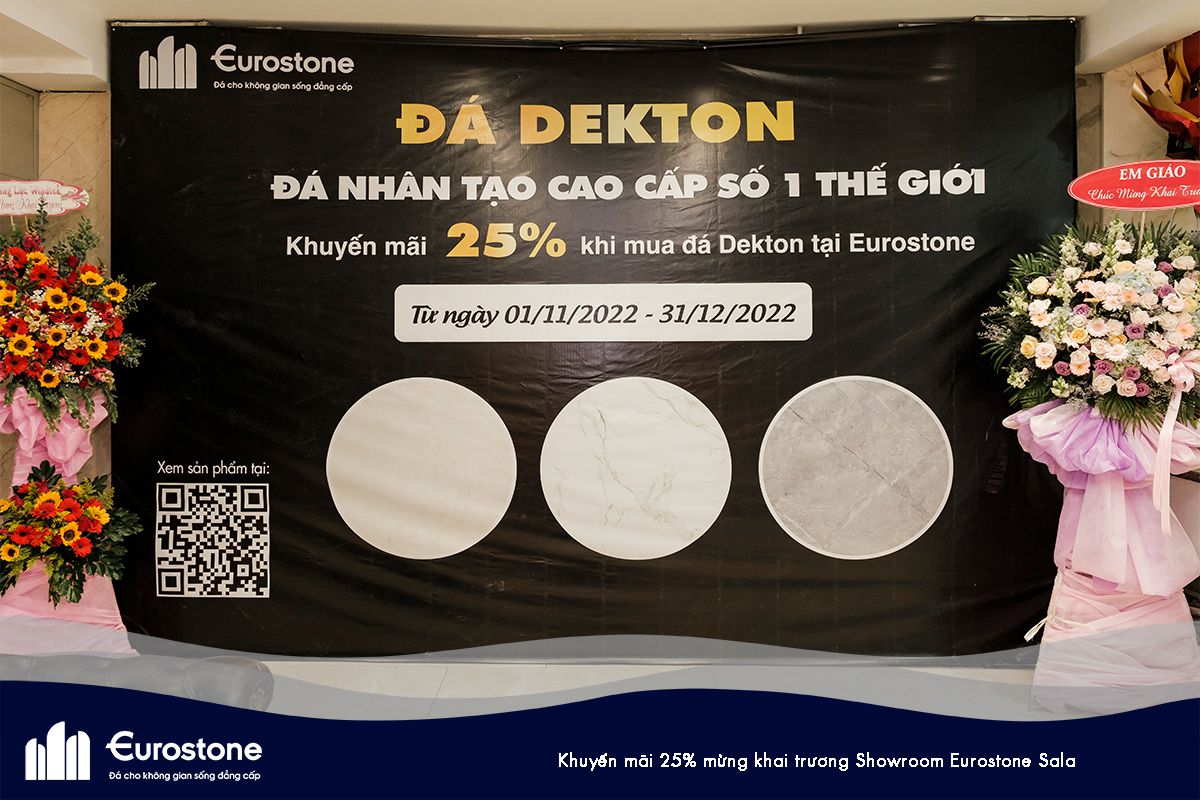 Eurostone
Đá cho không gian sống đẳng cấp
ĐÁ DEKTON
ĐÁ NHÂN TẠO CAO CẤP SỐ 1 THẾ GIỚI
Khuyến mãi 25% khi mua đá Dekton tại Eurostone
Từ ngày 01/11/2022 - 31/12/2022
Xem sản phẩm tại:
EM GIÁO
Chúc Mừng Khai
Eurostone
Đá cho không gian sống đẳng cấp
Khuyến mãi 25% mừng khai trương Showroom Eurostone Sala